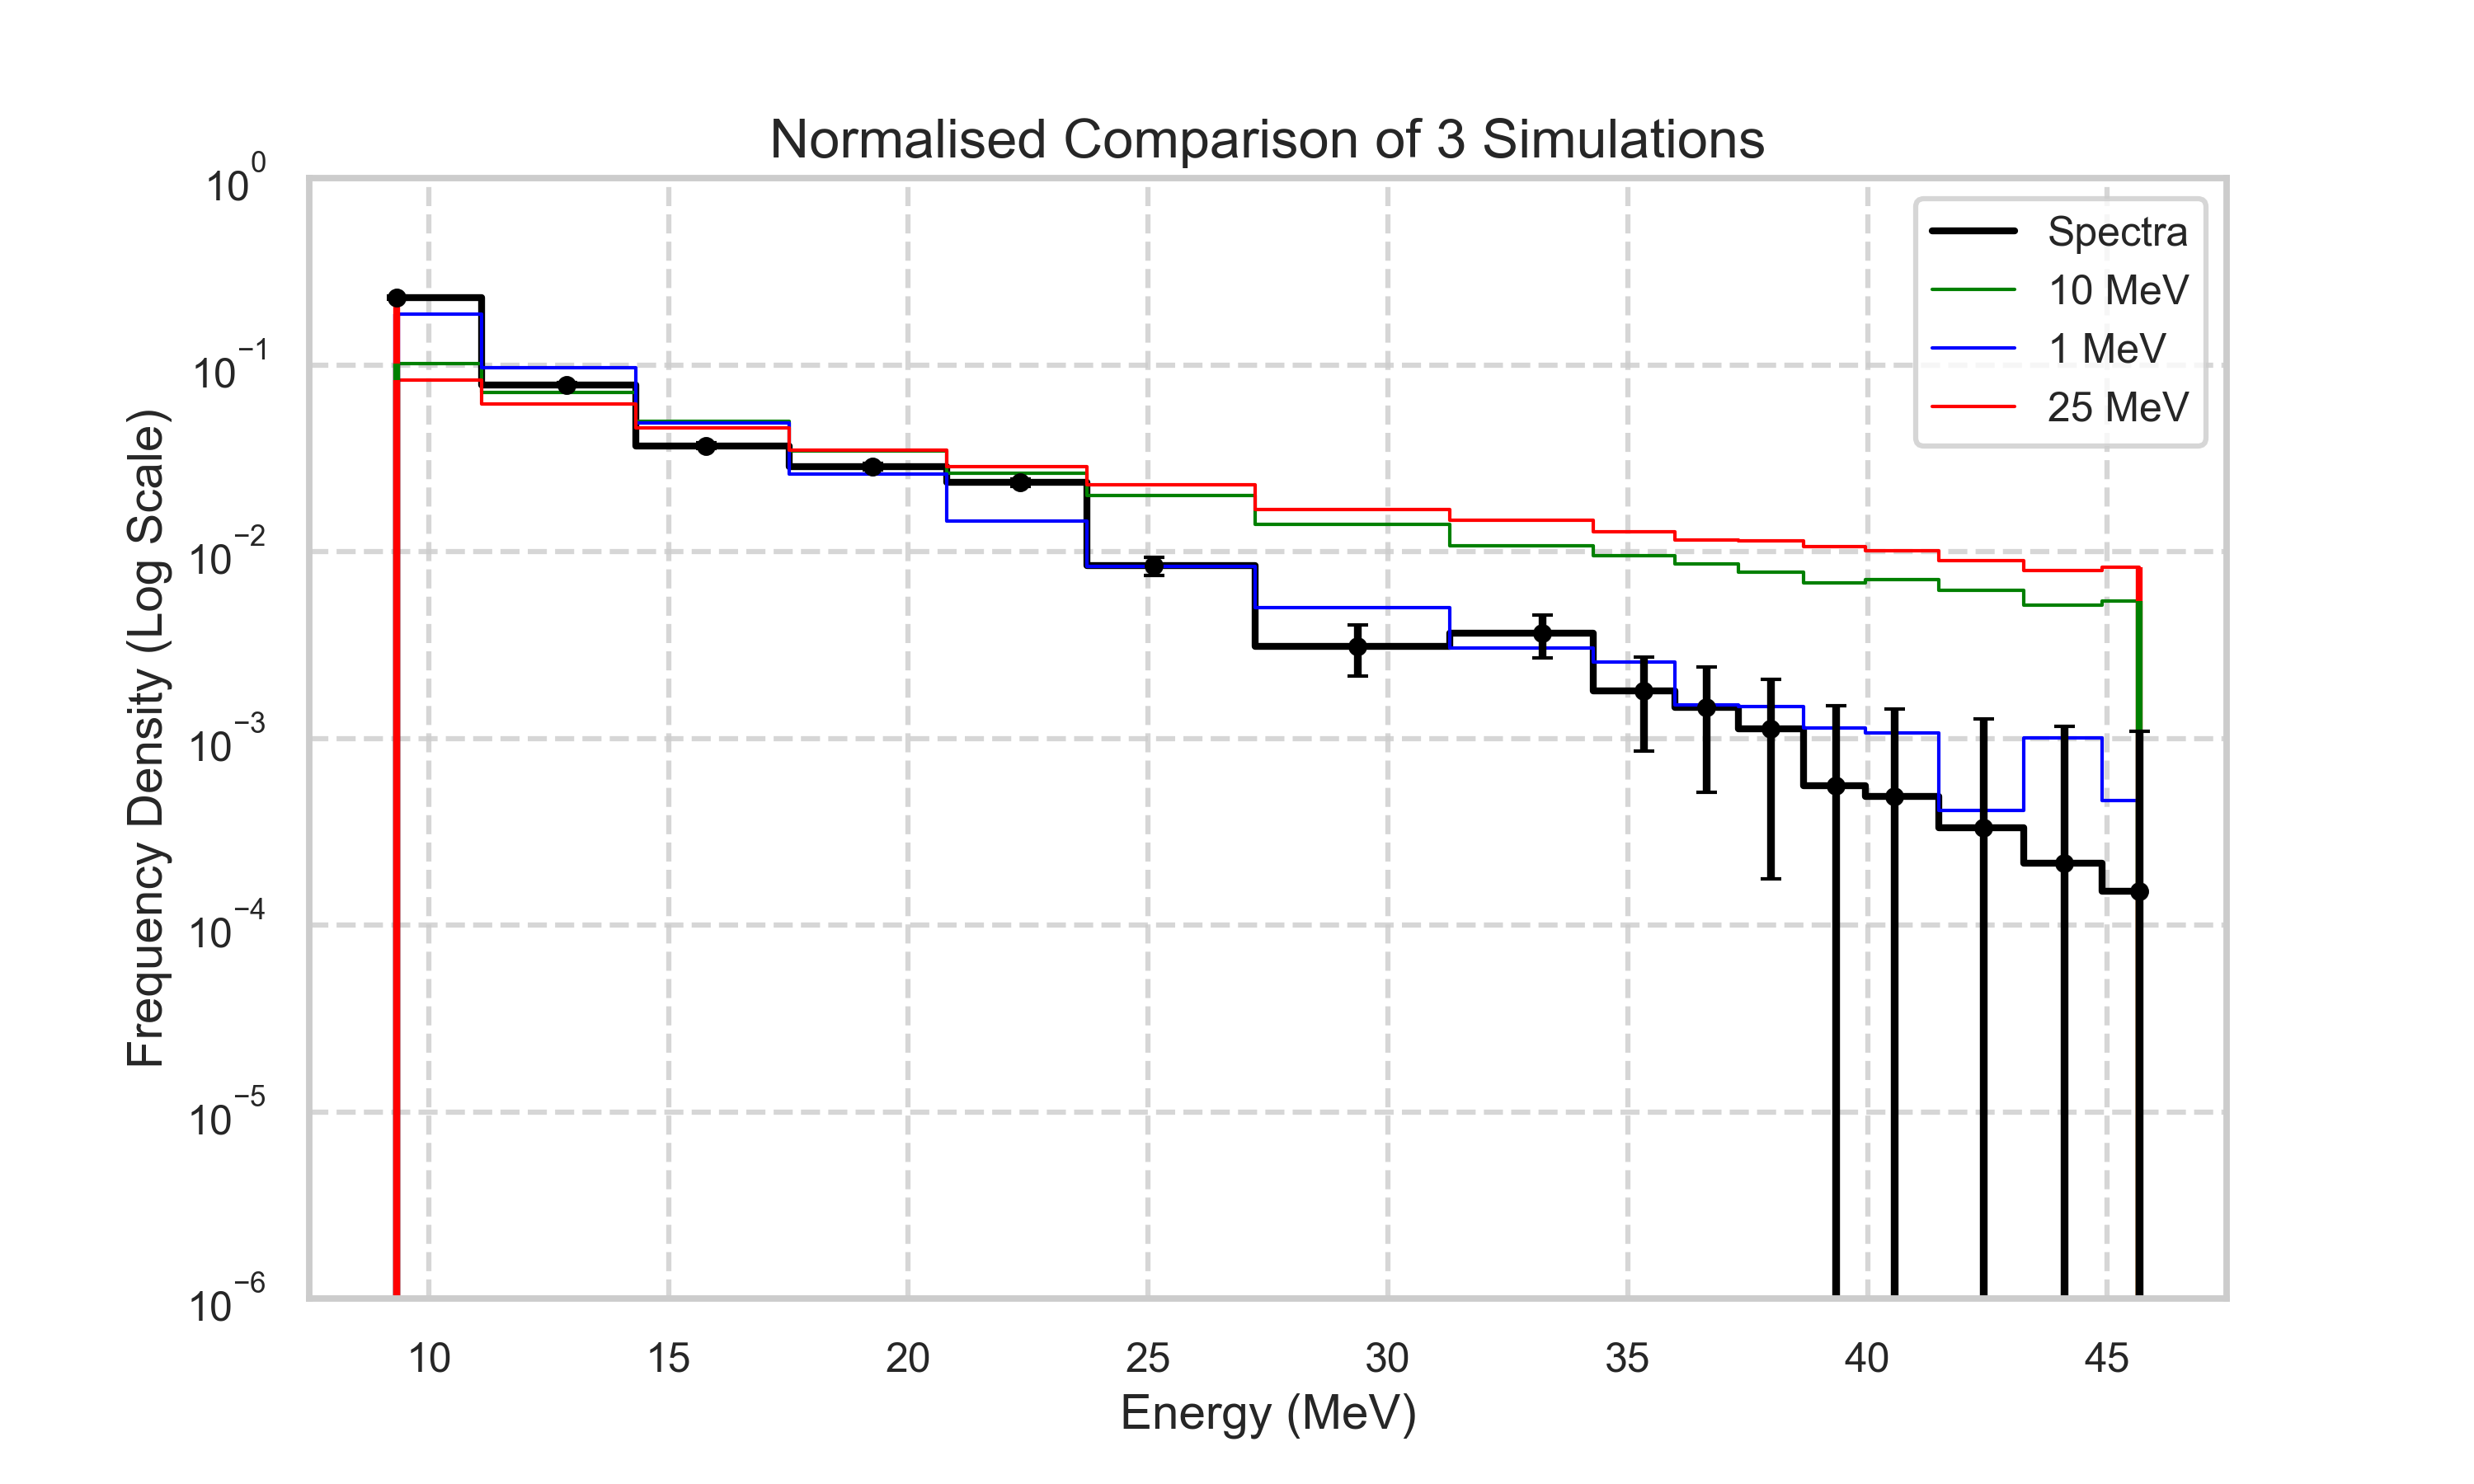 Normalised Comparison of 3 Simulations
10^0
10^−1
10^−2
10^−3
10^−4
10^−5
10^−6
Frequency Density (Log Scale)
Spectra
10 MeV
1 MeV
25 MeV
10 15 20 25 30 35 40 45
Energy (MeV)